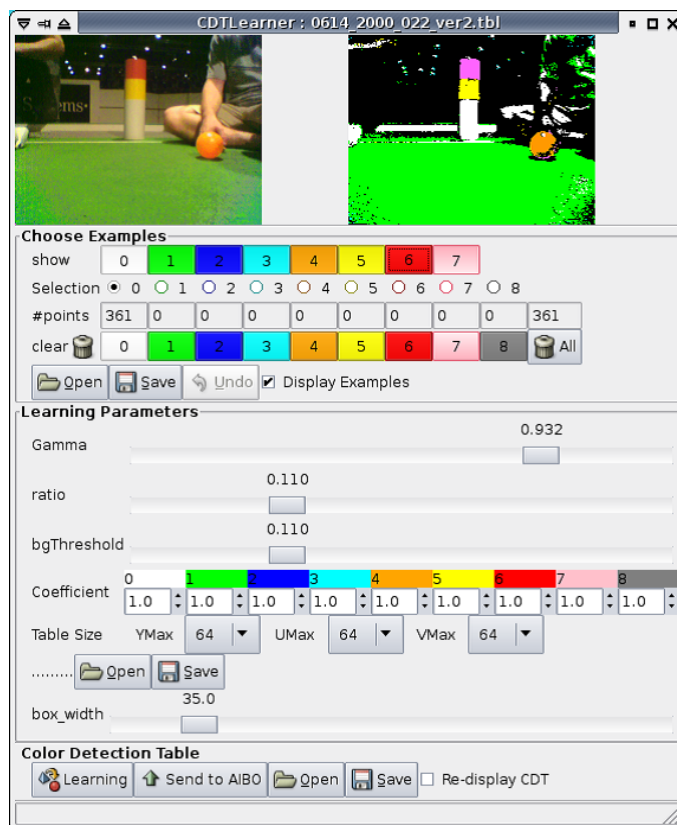 CDTLearner : 0614_2000_022_ver2.tbl
ems·
Choose Examples
show 0 1 2 3 4 5 6 7
Selection 0 1 2 3 4 5 6 7 8
#points 361 0 0 0 0 0 0 0 0 361
clear 0 1 2 3 4 5 6 7 8 All
Open Save Undo Display Examples
Learning Parameters
0.932
Gamma
0.110
ratio
0.110
bgThreshold
0 1 2 3 4 5 6 7 8
Coefficient 1.0 1.0 1.0 1.0 1.0 1.0 1.0 1.0 1.0
Table Size YMax 64 UMax 64 VMax 64
......... Open Save
35.0
box_width
Color Detection Table
Learning Send to AIBO Open Save Re-display CDT